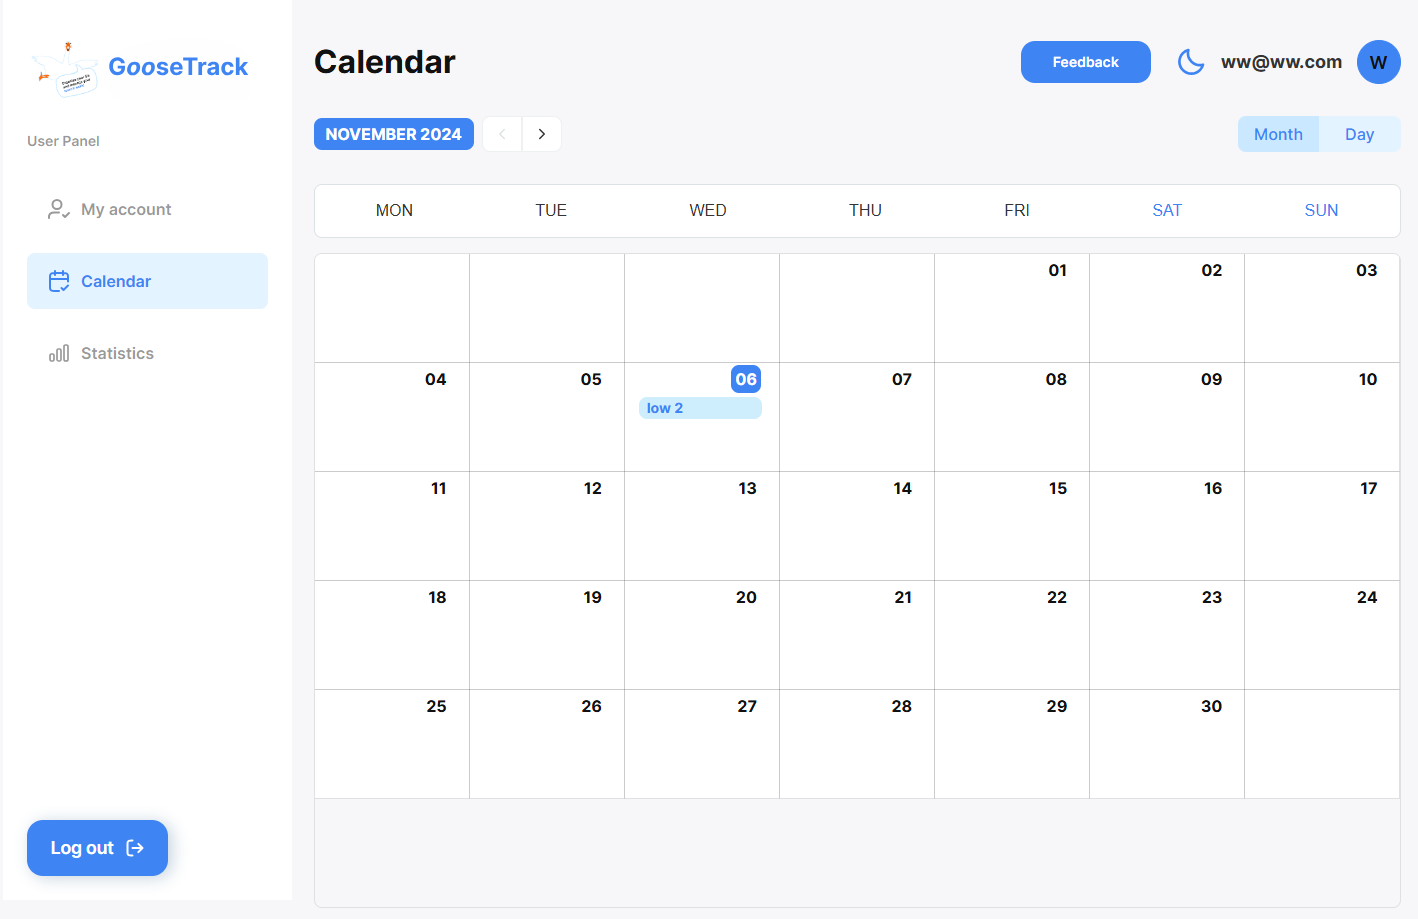 GooseTrack
User Panel
My account
Calendar
Statistics
Log out
Calendar
Feedback
ww@ww.com
W
NOVEMBER 2024
Month
Day
MON TUE WED THU FRI SAT SUN
01 02 03
04 05 06 07 08 09 10
low 2
11 12 13 14 15 16 17
18 19 20 21 22 23 24
25 26 27 28 29 30